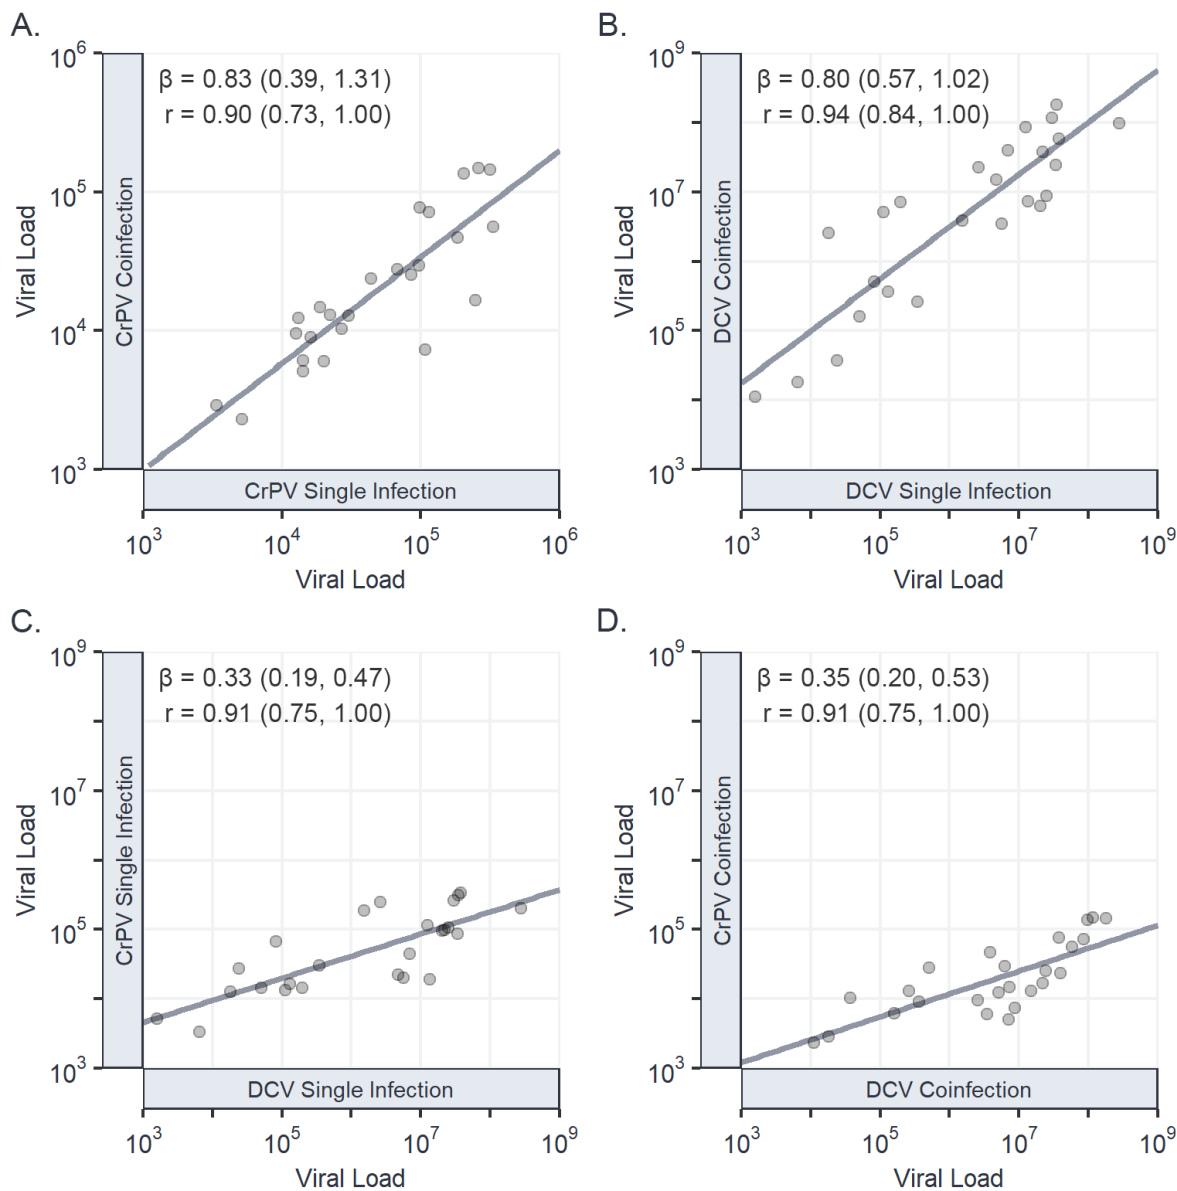 A.
β = 0.83 (0.39, 1.31)
r = 0.90 (0.73, 1.00)
Viral Load
CrPV Coinfection
10^6
10^5
10^4
10^3
CrPV Single Infection
10^3 10^4 10^5 10^6
Viral Load
B.
β = 0.80 (0.57, 1.02)
r = 0.94 (0.84, 1.00)
Viral Load
DCV Coinfection
10^9
10^7
10^5
10^3
DCV Single Infection
10^3 10^5 10^7 10^9
Viral Load
C.
β = 0.33 (0.19, 0.47)
r = 0.91 (0.75, 1.00)
Viral Load
CrPV Single Infection
10^9
10^7
10^5
10^3
DCV Single Infection
10^3 10^5 10^7 10^9
Viral Load
D.
β = 0.35 (0.20, 0.53)
r = 0.91 (0.75, 1.00)
Viral Load
CrPV Coinfection
10^9
10^7
10^5
10^3
DCV Coinfection
10^3 10^5 10^7 10^9
Viral Load